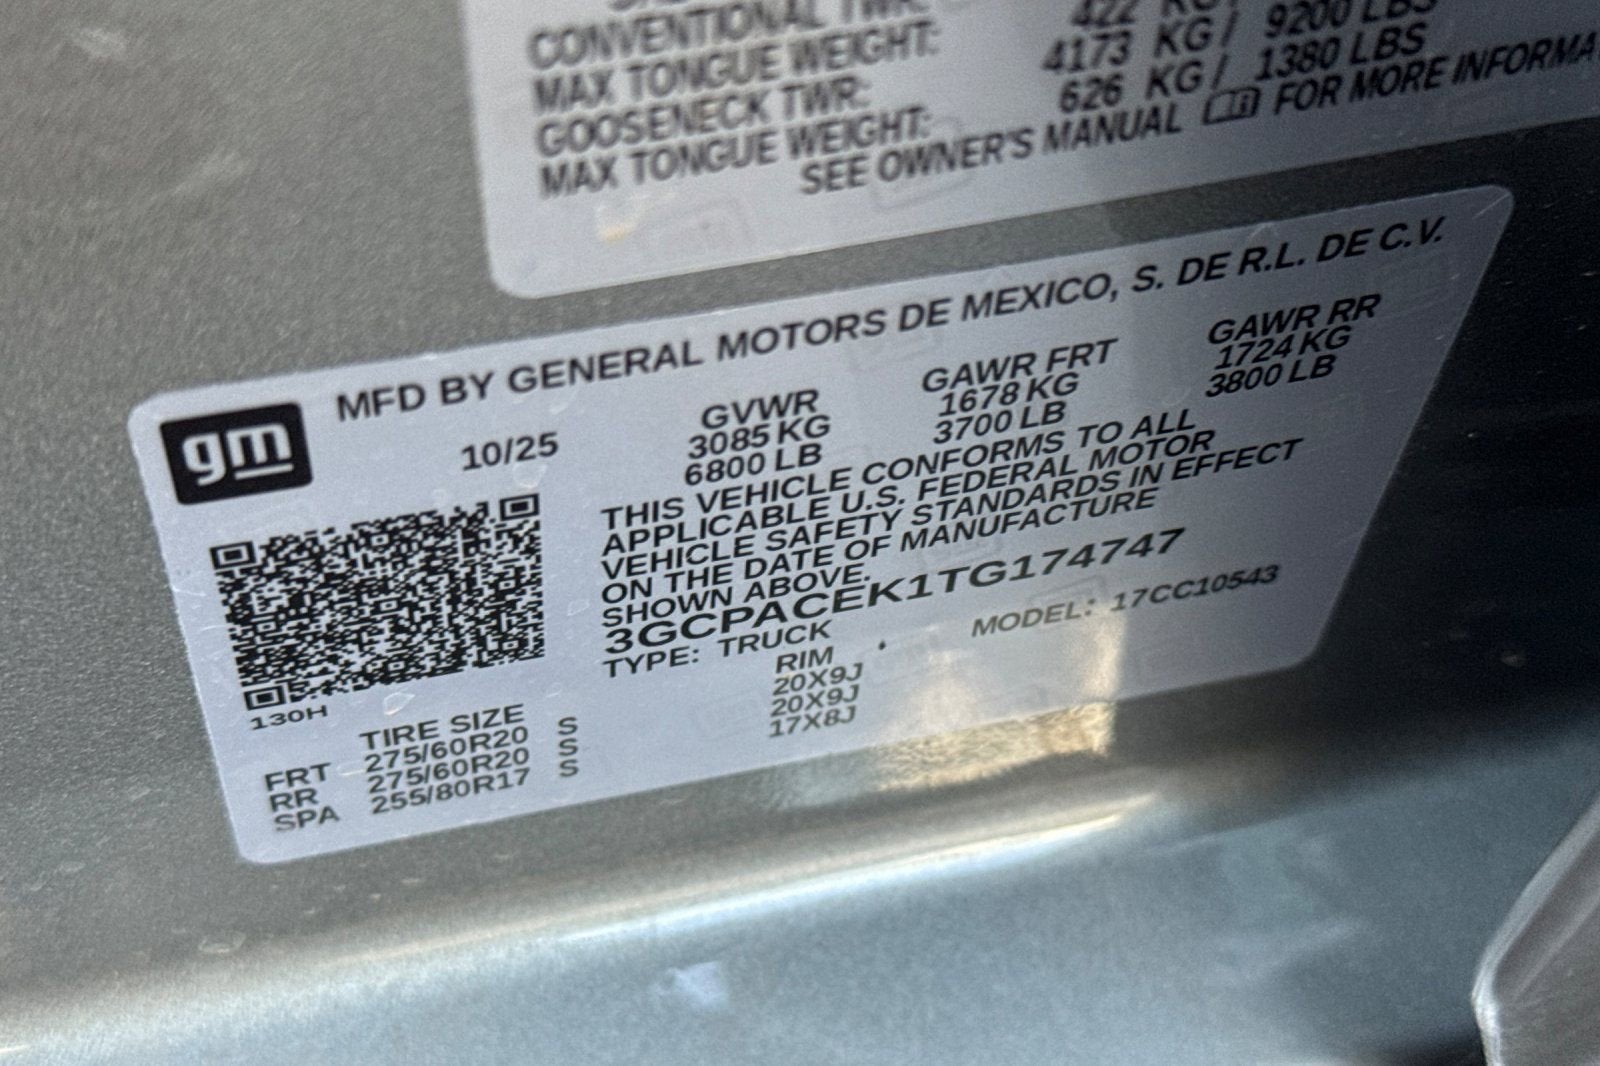 CONVENTIONAL TWR:
MAX TONGUE WEIGHT: 422 KG/
GOOSENECK TWR: 4173 KG/ 9200 LBS
MAX TONGUE WEIGHT: 626 KG/ 1380 LBS
SEE OWNER'S MANUAL FOR MORE
MFD BY GENERAL MOTORS DE MEXICO, S. DE R.L. DE C.V.
gm
10/25 GVWR GAWR FRT GAWR RR
3085 KG 1678 KG 1724 KG
6800 LB 3700 LB 3800 LB
THIS VEHICLE CONFORMS TO ALL
APPLICABLE U.S. FEDERAL MOTOR
VEHICLE SAFETY STANDARDS IN EFFECT
ON THE DATE OF MANUFACTURE
SHOWN ABOVE.
3GCPACEK1TG174747
TYPE: TRUCK MODEL: 17CC10543
130H
TIRE SIZE RIM
FRT 275/60R20 S 20X9J
RR 275/60R20 S 20X9J
SPA 255/80R17 S 17X8J